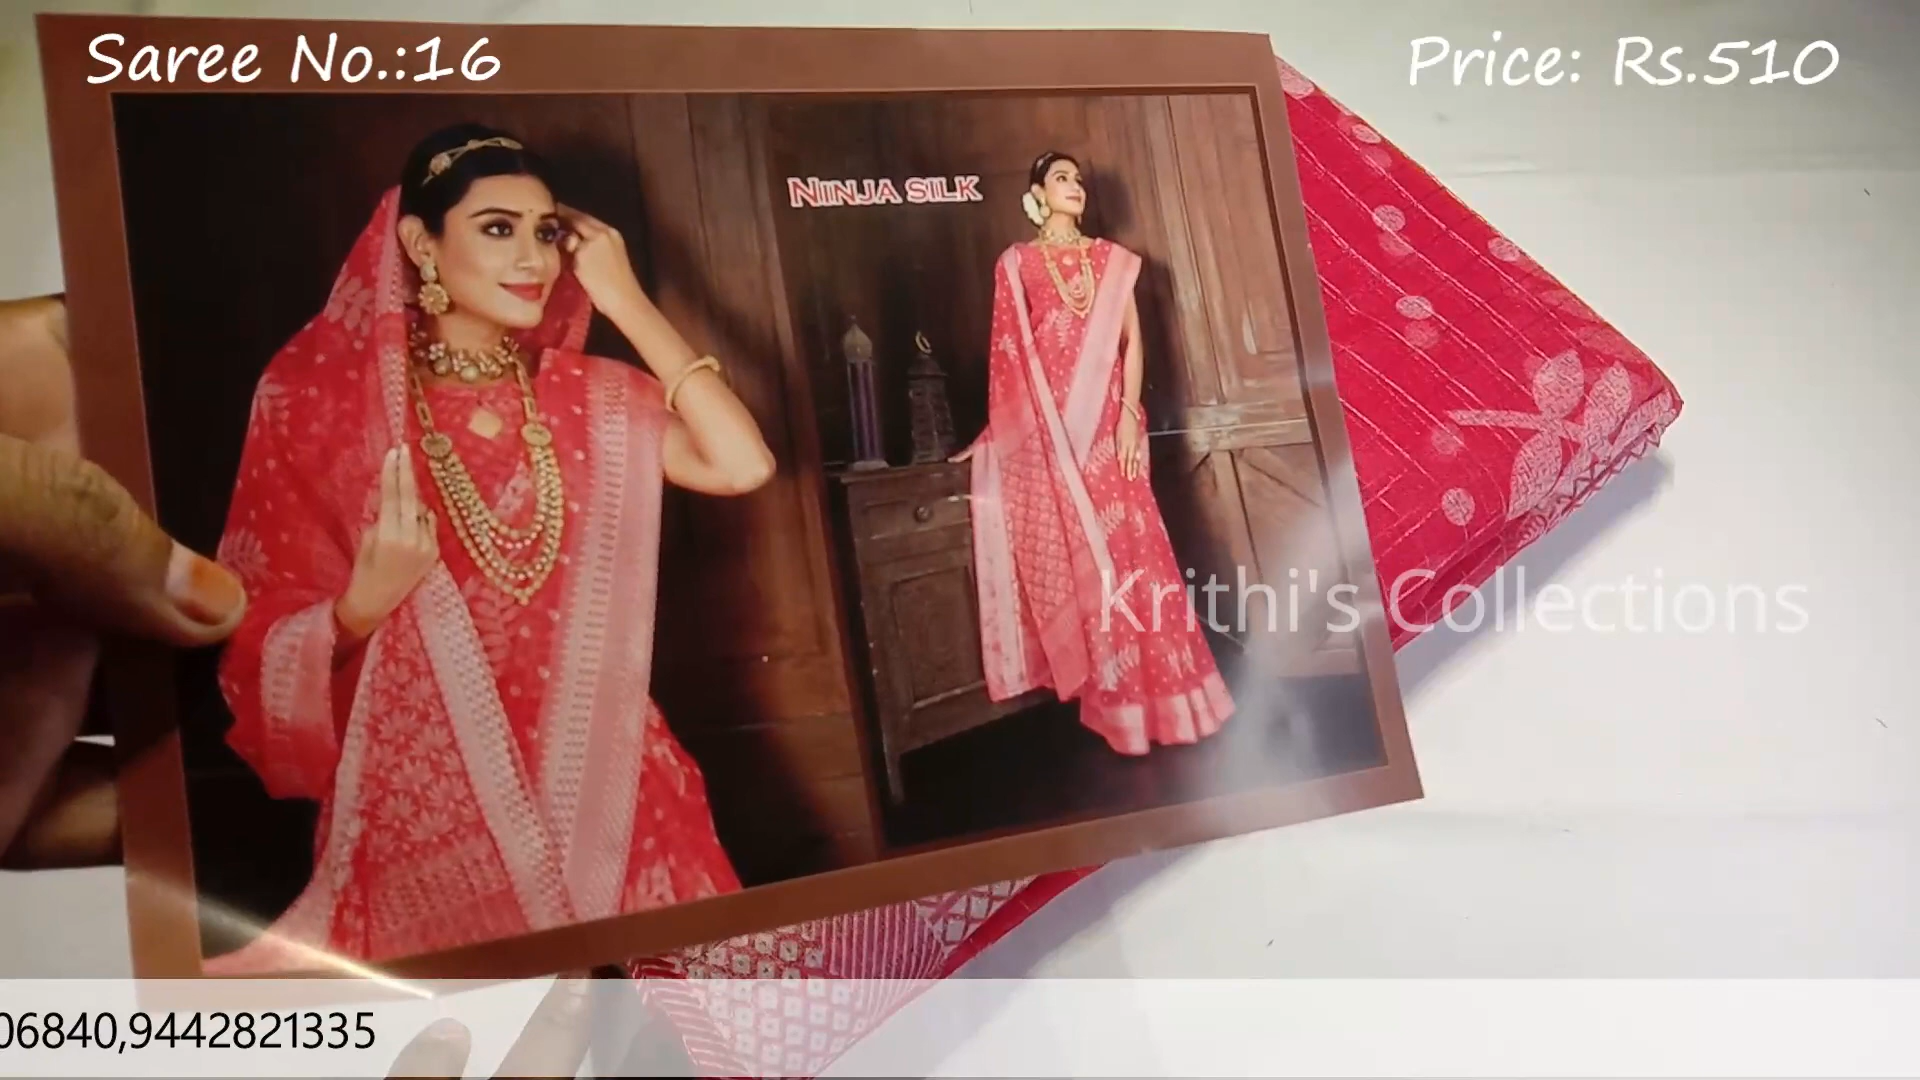 Saree No.:16
Price: Rs.510
NINJA SILK
Krithi's Collections
06840,9442821335